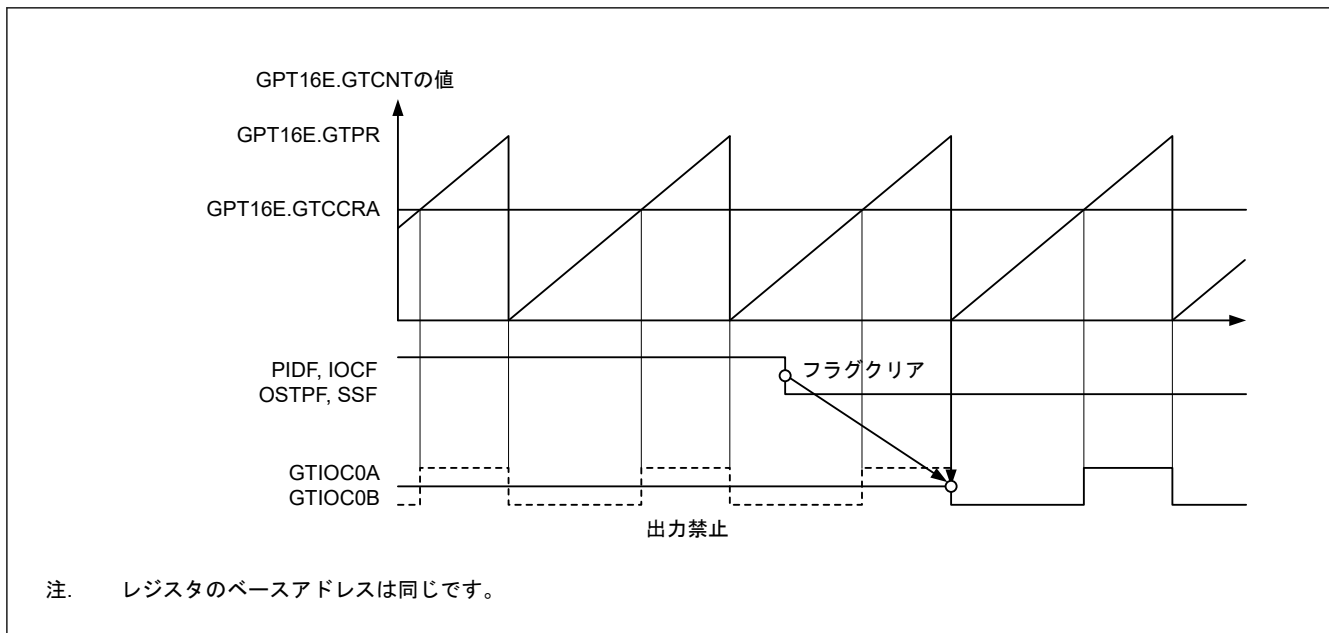 GPT16E.GTCNTの値
GPT16E.GTPR
GPT16E.GTCCRA
PIDF, IOCF
フラグクリア
OSTPF, SSF
GTIOC0A
GTIOC0B
出力禁止
注. レジスタのベースアドレスは同じです。